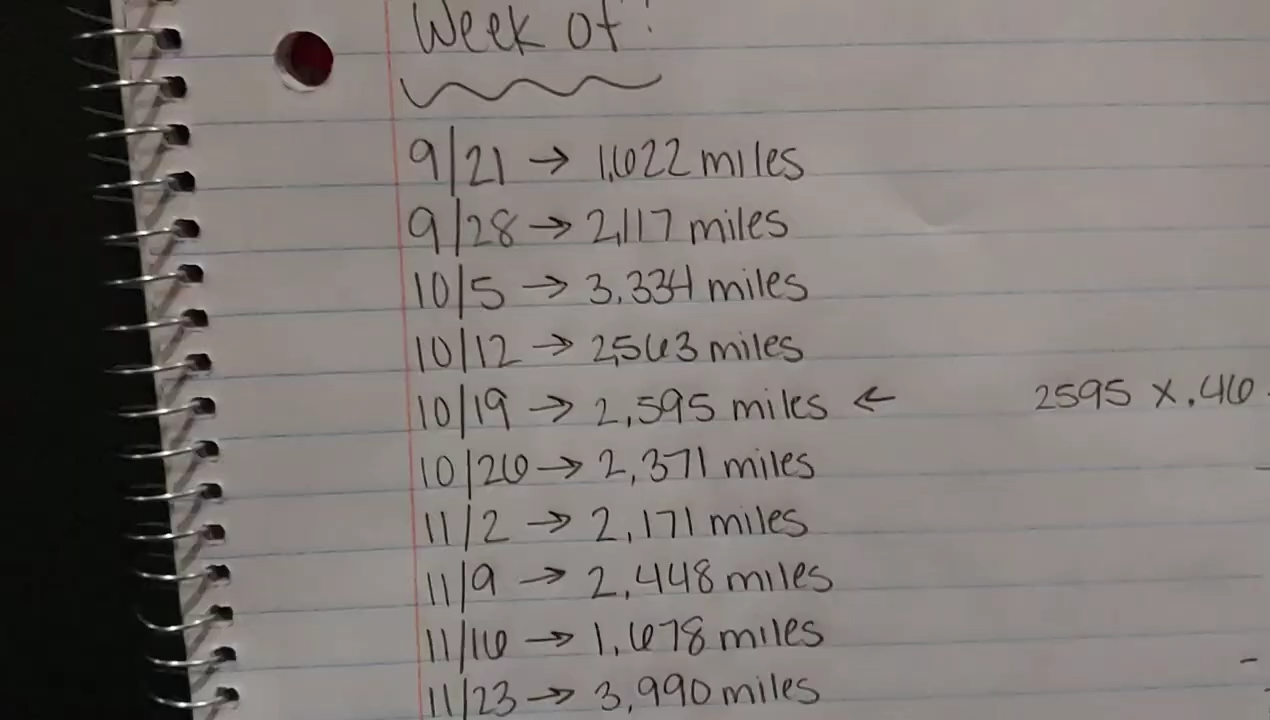 Week of:
9/21 → 1,622 miles
9/28 → 2,117 miles
10/5 → 3,334 miles
10/12 → 2,563 miles
10/19 → 2,595 miles ← 2595 x .46
10/26 → 2,371 miles
11/2 → 2,171 miles
11/9 → 2,448 miles
11/16 → 1,678 miles
11/23 → 3,990 miles